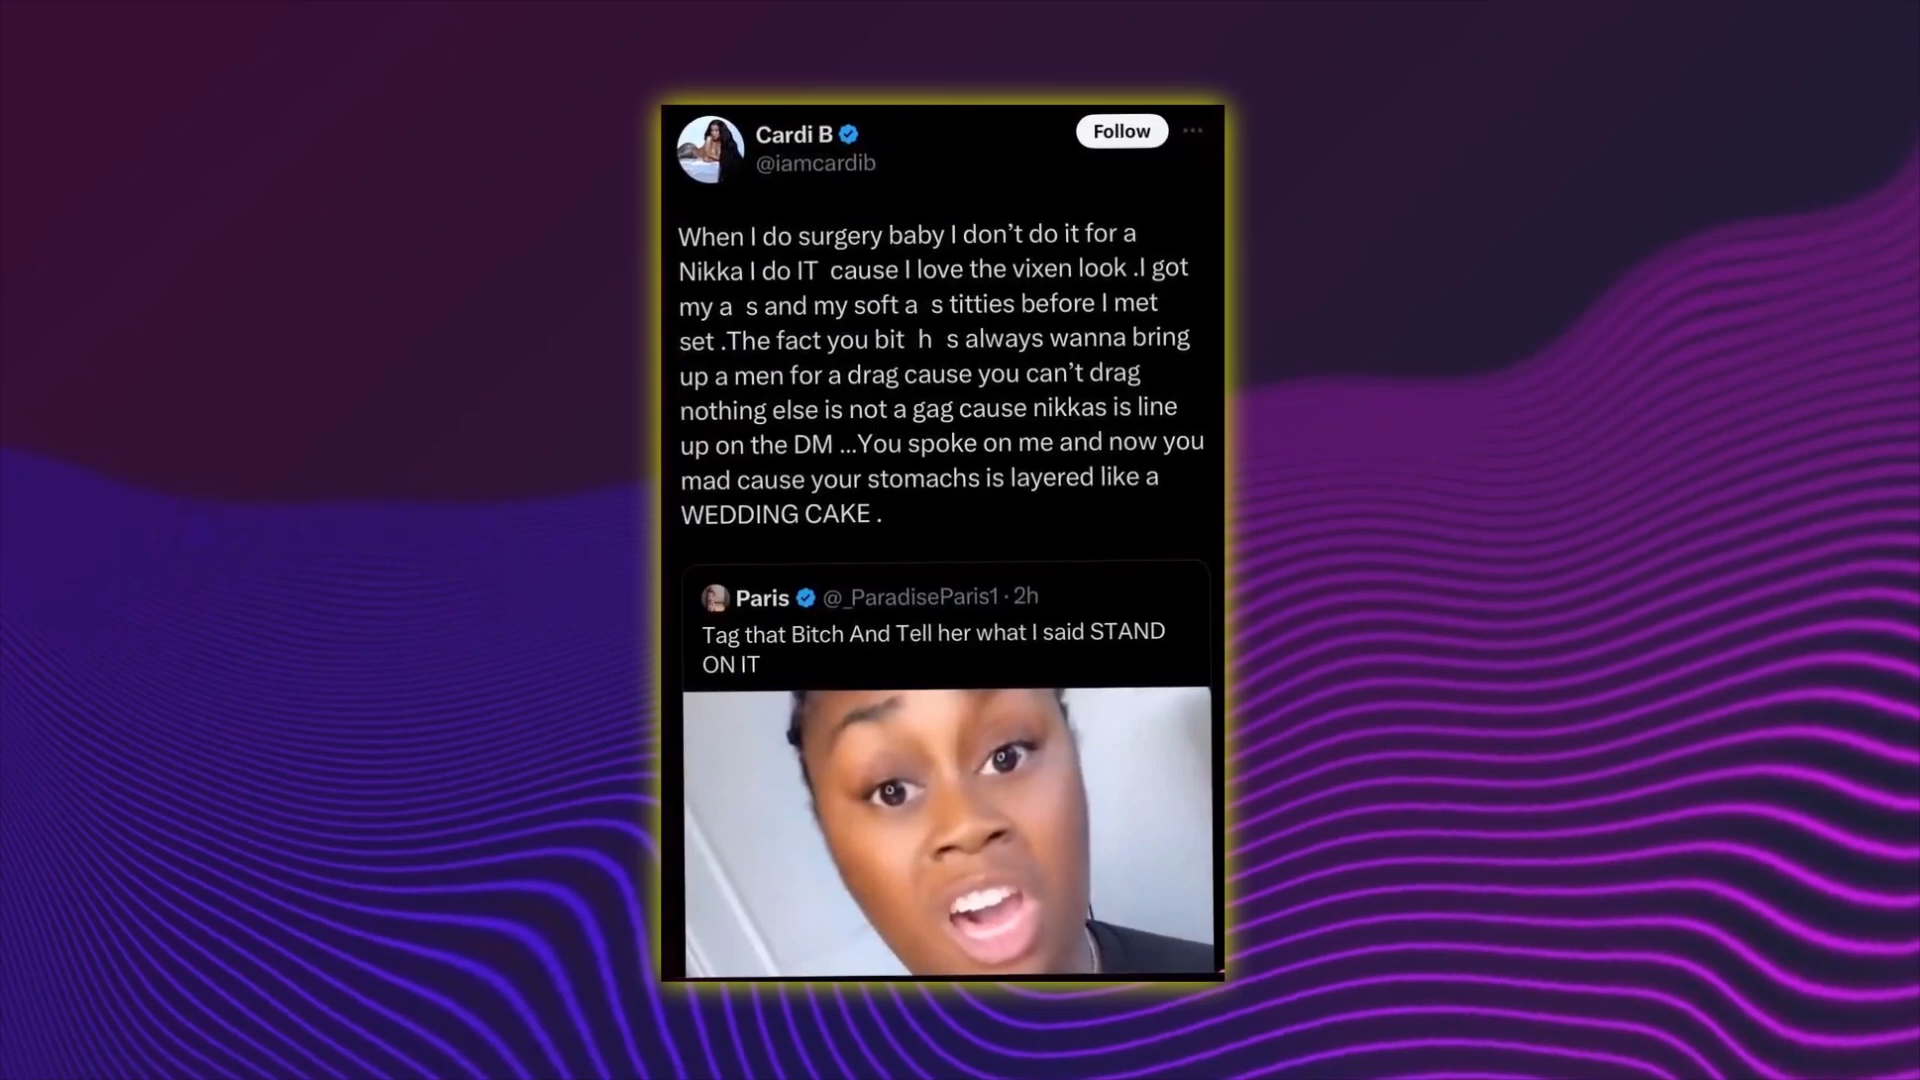 Cardi B
Follow
@iamcardib
When I do surgery baby I don’t do it for a
Nikka I do IT cause I love the vixen look .I got
my a s and my soft a s titties before I met
set .The fact you bit h s always wanna bring
up a men for a drag cause you can’t drag
nothing else is not a gag cause nikkas is line
up on the DM ...You spoke on me and now you
mad cause your stomachs is layered like a
WEDDING CAKE .
Paris @_ParadiseParis1 · 2h
Tag that Bitch And Tell her what I said STAND
ON IT